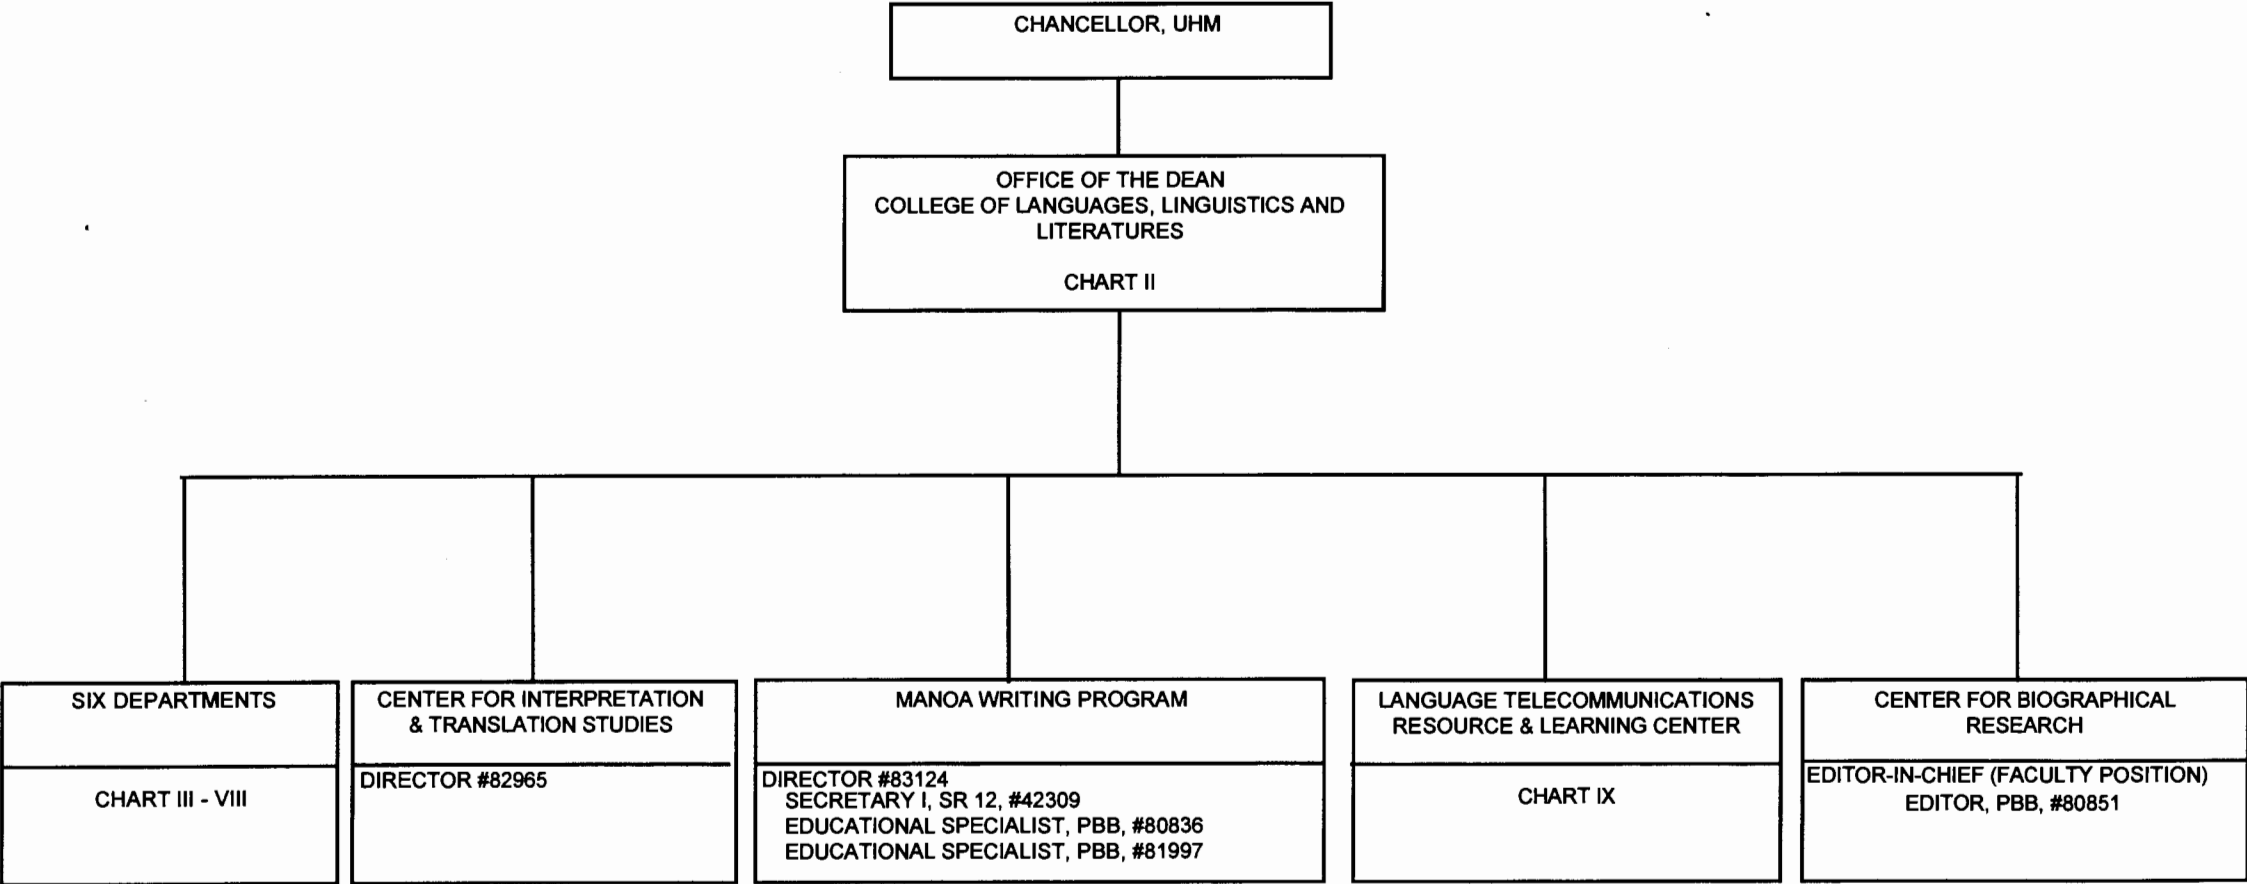 CHANCELLOR, UHM
OFFICE OF THE DEAN
COLLEGE OF LANGUAGES, LINGUISTICS AND
LITERATURES
CHART II
SIX DEPARTMENTS
CHART III - VIII
CENTER FOR INTERPRETATION
& TRANSLATION STUDIES
DIRECTOR #82965
MANOA WRITING PROGRAM
DIRECTOR #83124
SECRETARY I, SR 12, #42309
EDUCATIONAL SPECIALIST, PBB, #80836
EDUCATIONAL SPECIALIST, PBB, #81997
LANGUAGE TELECOMMUNICATIONS
RESOURCE & LEARNING CENTER
CHART IX
CENTER FOR BIOGRAPHICAL
RESEARCH
EDITOR-IN-CHIEF (FACULTY POSITION)
EDITOR, PBB, #80851